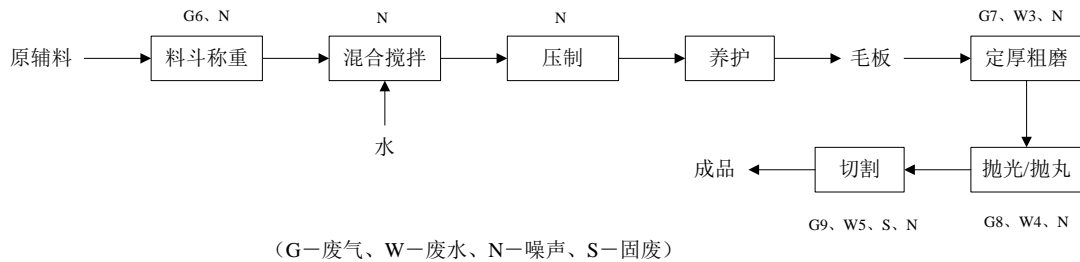 G6、N
N
N
G7、W3、N
原辅料
料斗称重
混合搅拌
压制
养护
毛板
定厚粗磨
水
成品
切割
抛光/抛丸
G9、W5、S、N
G8、W4、N
（G－废气、W－废水、N－噪声、S－固废）